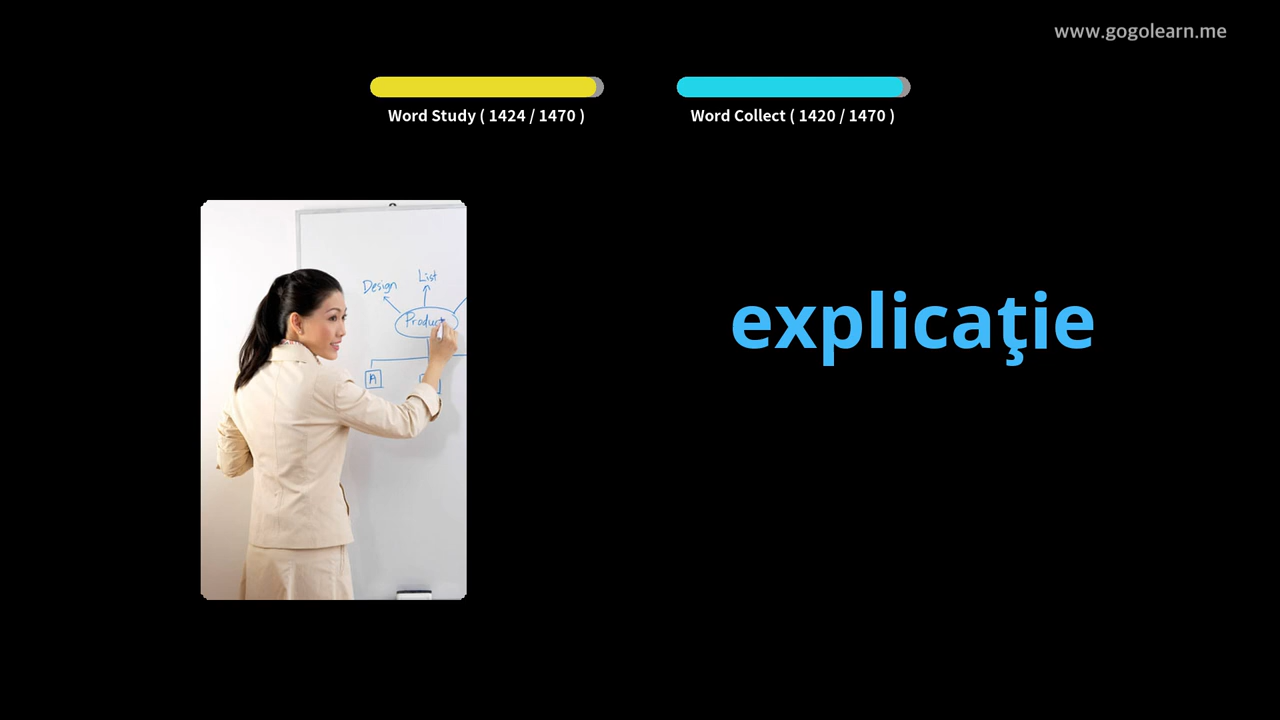 www.gogolearn.me
Word Study ( 1424 / 1470 )
Word Collect ( 1420 / 1470 )
Design
List
Product
A
explicaţie